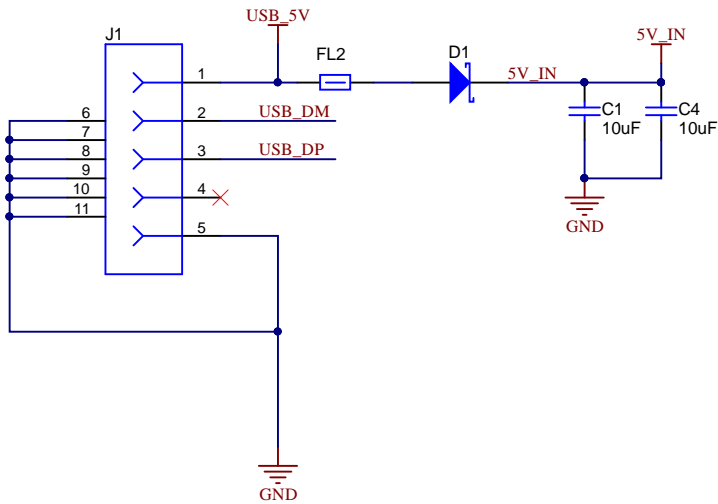 USB_5V
J1
FL2
D1
5V_IN
5V_IN
1
C1
10uF
C4
10uF
6
2
USB_DM
7
8
3
USB_DP
9
10
4
11
5
GND
GND